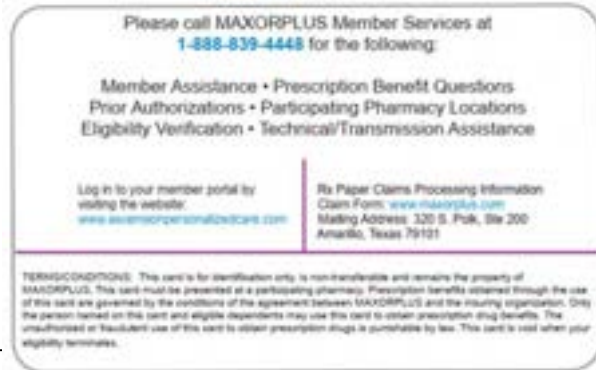 Please call MAXORPLUS Member Services at
1-888-839-4448 for the following:
Member Assistance • Prescription Benefit Questions
Prior Authorizations • Participating Pharmacy Locations
Eligibility Verification • Technical/Transmission Assistance
Log in to your member portal by
visiting the website:
www.ascensionpersonalizedcare.com
Rx Paper Claims Processing Information
Claim Form: www.maxorplus.com
Mailing Address: 320 S. Polk, Ste 200
Amarillo, Texas 79101
TERMS/CONDITIONS: This card is for identification only, is non-transferable and remains the property of
MAXORPLUS. This card must be presented at a participating pharmacy. Prescription benefits obtained through the use
of this card are governed by the conditions of the agreement between MAXORPLUS and the insuring organization. Only
the person named on this card and eligible dependents may use this card to obtain prescription drug benefits. The
unauthorized or fraudulent use of this card to obtain prescription drugs is punishable by law. This card is void when your
eligibility terminates.